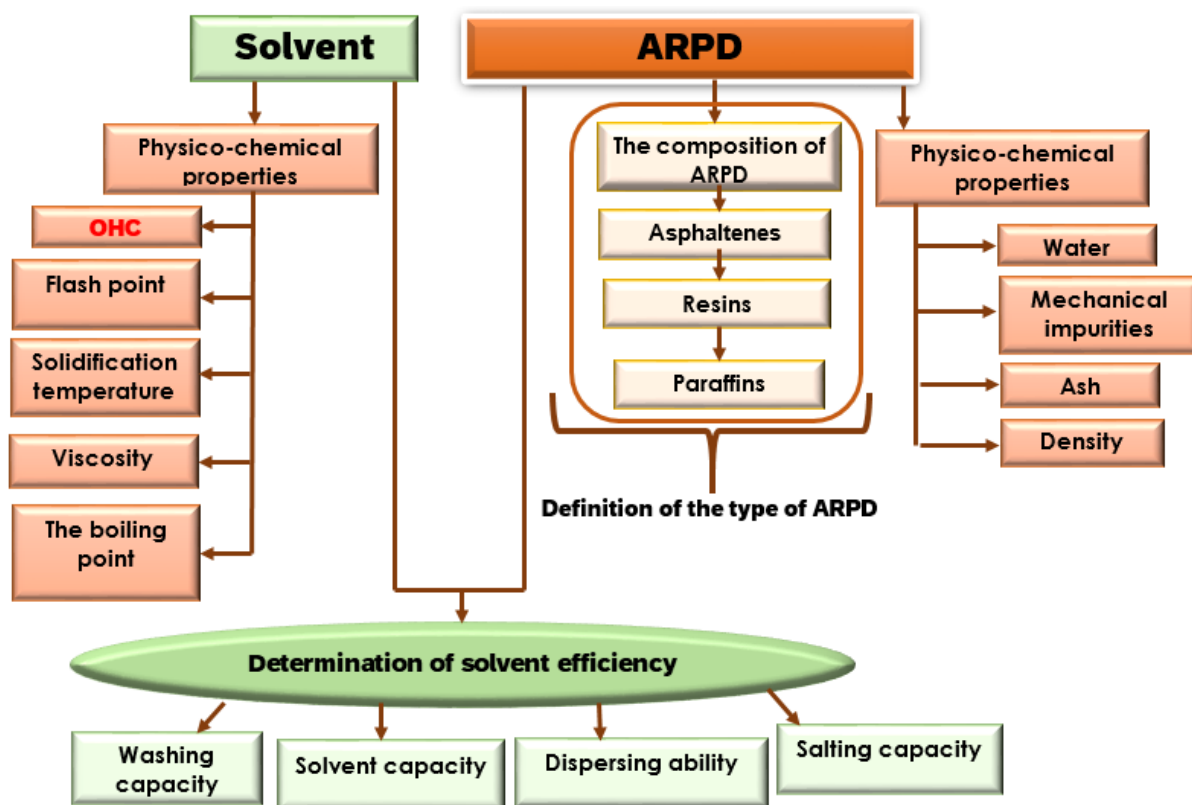 Solvent
ARPD
Physico-chemical
properties
OHC
Flash point
Solidification
temperature
Viscosity
The boiling
point
The composition of
ARPD
Asphaltenes
Resins
Paraffins
Definition of the type of ARPD
Physico-chemical
properties
Water
Mechanical
impurities
Ash
Density
Determination of solvent efficiency
Washing
capacity
Solvent capacity
Dispersing ability
Salting capacity